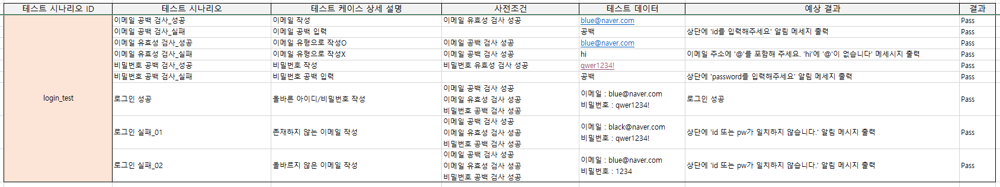 테스트 시나리오 ID 테스트 시나리오 테스트 케이스 상세 설명 사전조건 테스트 데이터 예상 결과 결과
이메일 공백 검사_성공 이메일 작성 이메일 유효성 검사 성공 blue@naver.com Pass
이메일 공백 검사_실패 이메일 공백 입력 공백 상단에 'id를 입력해주세요' 알림 메세지 출력 Pass
이메일 유효성 검사_성공 이메일 유형으로 작성O 이메일 공백 검사 성공 blue@naver.com Pass
이메일 유효성 검사_실패 이메일 유형으로 작성X 이메일 공백 검사 성공 hi 이메일 주소에 '@'를 포함해 주세요. 'hi'에 '@'이 없습니다' 메세시지 출력 Pass
비밀번호 공백 검사_성공 비밀번호 작성 비밀번호 유효성 검사 성공 qwer1234! Pass
비밀번호 공백 검사_실패 비밀번호 공백 입력 공백 상단에 'password를 입력해주세요' 알림 메세지 출력 Pass
login_test
로그인 성공 올바른 아이디/비밀번호 작성
이메일 공백 검사 성공
이메일 유효성 검사 성공
비밀번호 공백 검사 성공
이메일 : blue@naver.com
비밀번호 : qwer1234!
로그인 성공 Pass
로그인 실패_01 존재하지 않는 이메일 작성
이메일 공백 검사 성공
이메일 유효성 검사 성공
비밀번호 공백 검사 성공
이메일 : black@naver.com
비밀번호 : qwer1234!
상단에 'id 또는 pw가 일치하지 않습니다.' 알림 메시지 출력 Pass
로그인 실패_02 올바르지 않은 이메일 작성
이메일 공백 검사 성공
이메일 유효성 검사 성공
비밀번호 공백 검사 성공
이메일 : blue@naver.com
비밀번호 : 1234
상단에 'id 또는 pw가 일치하지 않습니다.' 알림 메시지 출력 Pass